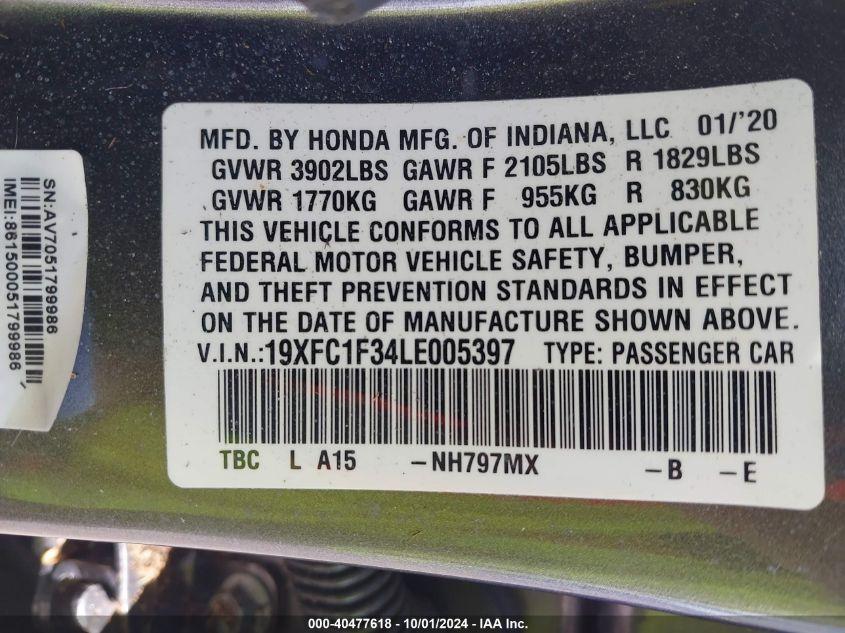 MFD. BY HONDA MFG. OF INDIANA, LLC 01/'20
GVWR 3902LBS GAWR F 2105LBS R 1829LBS
GVWR 1770KG GAWR F 955KG R 830KG
THIS VEHICLE CONFORMS TO ALL APPLICABLE
FEDERAL MOTOR VEHICLE SAFETY, BUMPER,
AND THEFT PREVENTION STANDARDS IN EFFECT
ON THE DATE OF MANUFACTURE SHOWN ABOVE.
V.I.N.:19XFC1F34LE005397 TYPE: PASSENGER CAR
TBC L A15 -NH797MX -B -E
SN:AV7051799986
IMEI:861500051799986
000-40477618 - 10/01/2024 - IAA Inc.